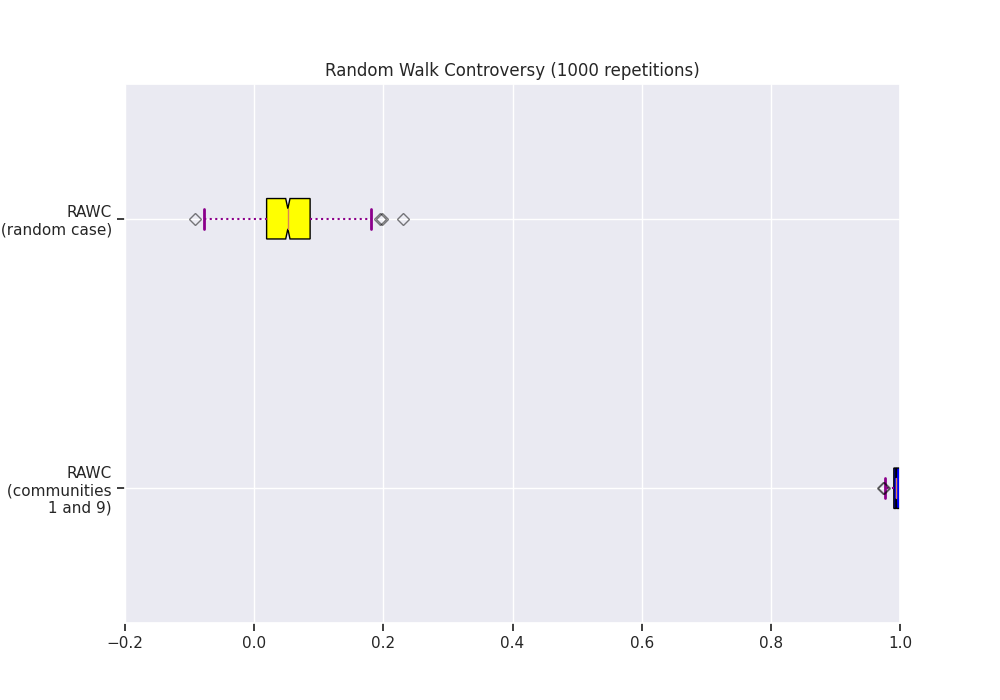 Random Walk Controversy (1000 repetitions)
RAWC
(random case)
RAWC
(communities
1 and 9)
−0.2 0.0 0.2 0.4 0.6 0.8 1.0